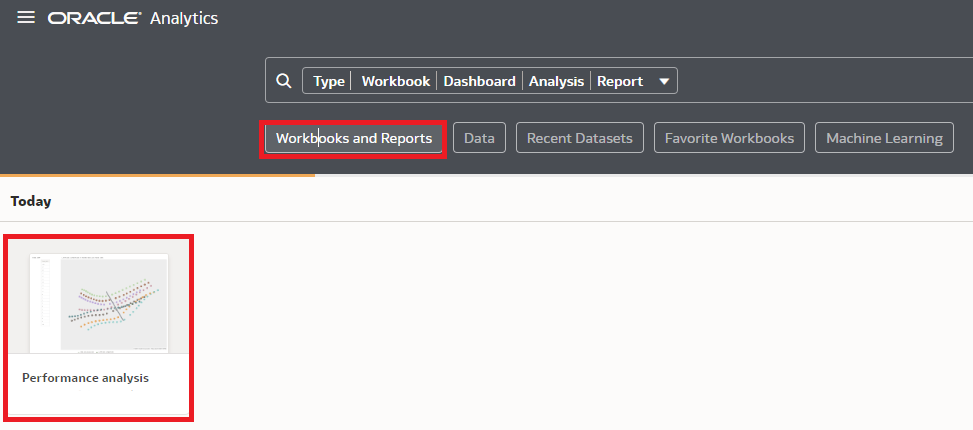 ORACLE Analytics
Type Workbook Dashboard Analysis Report
Workbooks and Reports Data Recent Datasets Favorite Workbooks Machine Learning
Today
Performance analysis